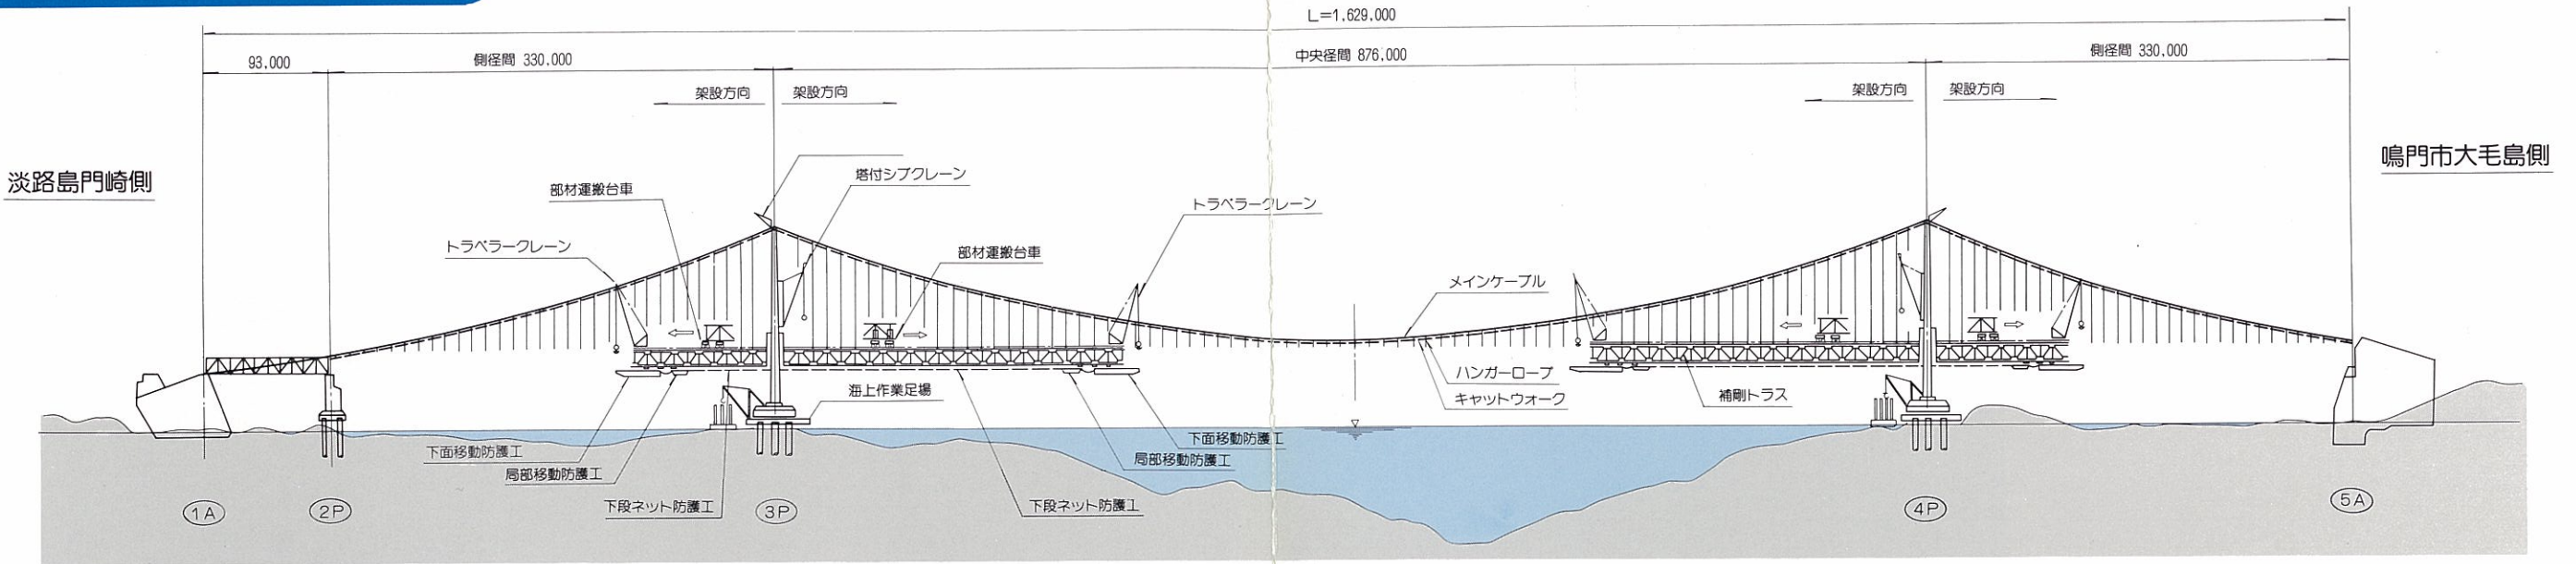 L=1,629,000
93,000
側径間 330,000
中央径間 876,000
側径間 330,000
架設方向
架設方向
架設方向
架設方向
淡路島門崎側
鳴門市大毛島側
部材運搬台車
塔付ジブクレーン
トラベラークレーン
トラベラークレーン
部材運搬台車
メインケーブル
ハンガーロープ
キャットウォーク
補剛トラス
海上作業足場
下面移動防護工
局部移動防護工
下段ネット防護工
下面移動防護工
局部移動防護工
下段ネット防護工
1A
2P
3P
4P
5A